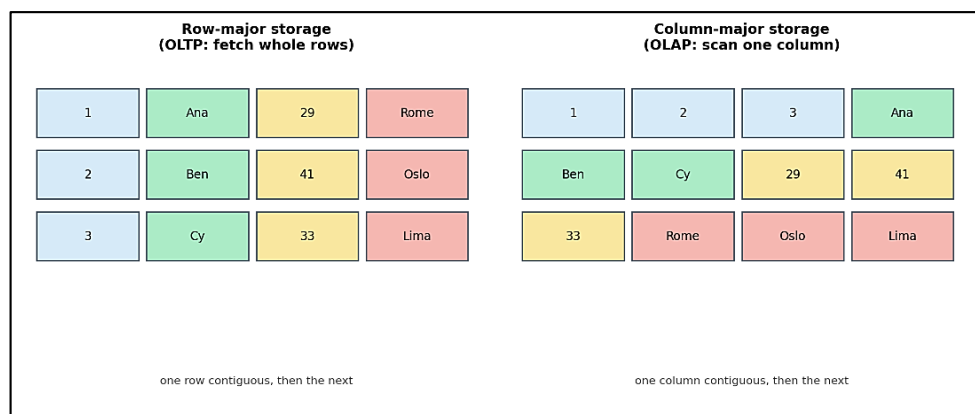 Row-major storage
(OLTP: fetch whole rows)
1 Ana 29 Rome
2 Ben 41 Oslo
3 Cy 33 Lima
one row contiguous, then the next
Column-major storage
(OLAP: scan one column)
1 2 3 Ana
Ben Cy 29 41
33 Rome Oslo Lima
one column contiguous, then the next